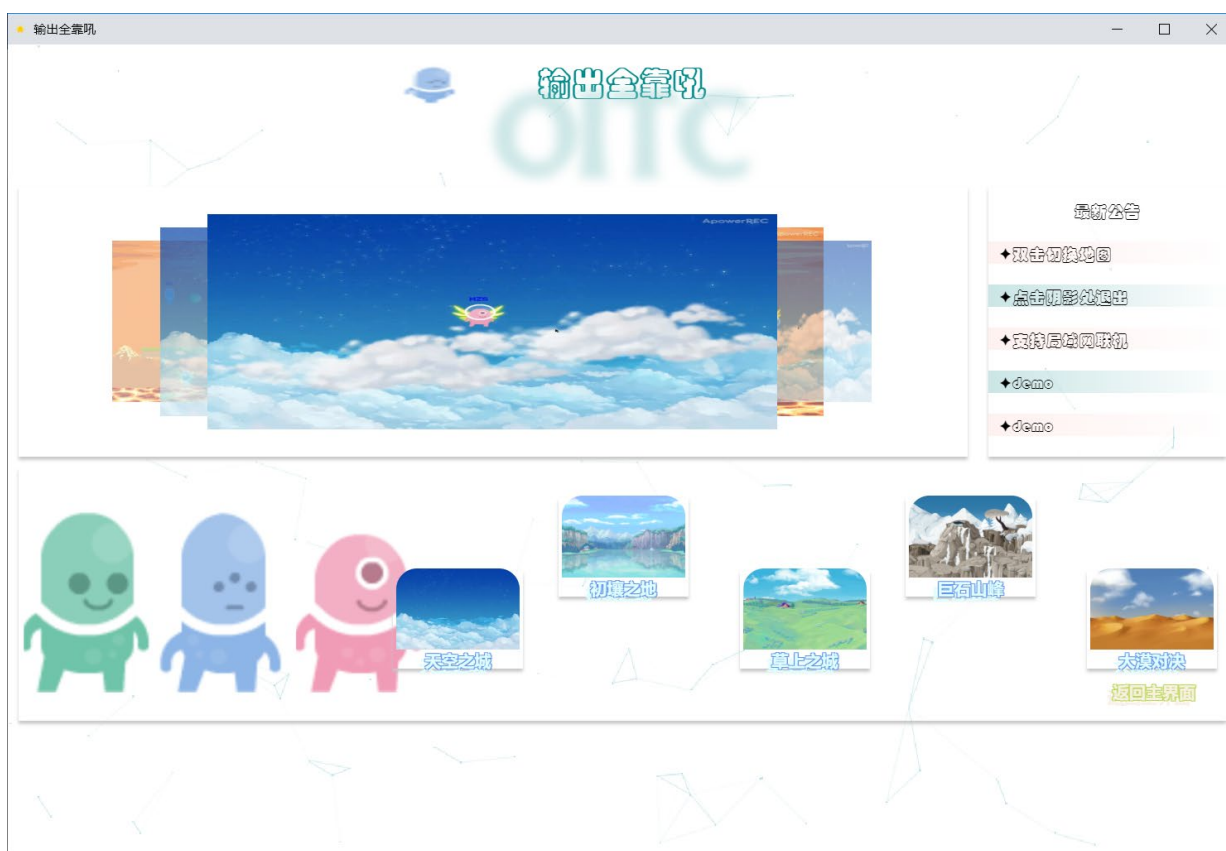 输出全靠吼
输出全靠吼
OITC
ApowerREC
最新公告
✦双击切换地图
✦点击阴影处退出
✦支持局域网联机
✦demo
✦demo
初壤之地
巨石山峰
天空之城
草上之城
大漠对决
返回主界面